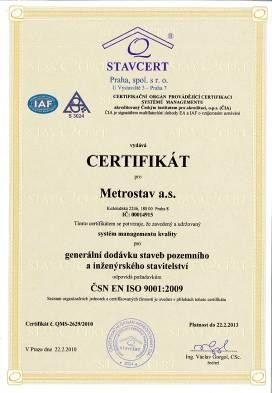 STAVCERT
Praha, spol. s r. o.
U Výstaviště 3 – Praha 7
CERTIFIKAČNÍ ORGÁN PROVÁDĚJÍCÍ CERTIFIKACI
SYSTÉMŮ MANAGEMENTU
akreditovaný Českým institutem pro akreditaci, o.p.s. (ČIA)
ČIA je signatářem multilaterální dohody EA a IAF o vzájemném uznávání
IAF
S 3024
vydává
CERTIFIKÁT
pro
Metrostav a.s.
Koželužská 2246, 180 00 Praha 8
IČ: 00014915
Tímto certifikátem se potvrzuje, že zavedený a udržovaný
systém managementu kvality
pro
generální dodávku staveb pozemního
a inženýrského stavitelství
odpovídá požadavkům
ČSN EN ISO 9001:2009
Seznam organizačních jednotek a certifikovaných činností je uveden v přílohách tohoto certifikátu
Certifikát č. QMS-2629/2010
Platnost do 22.2.2013
V Praze dne 22.2.2010
Ing. Václav Gorgol, CSc.
ředitel